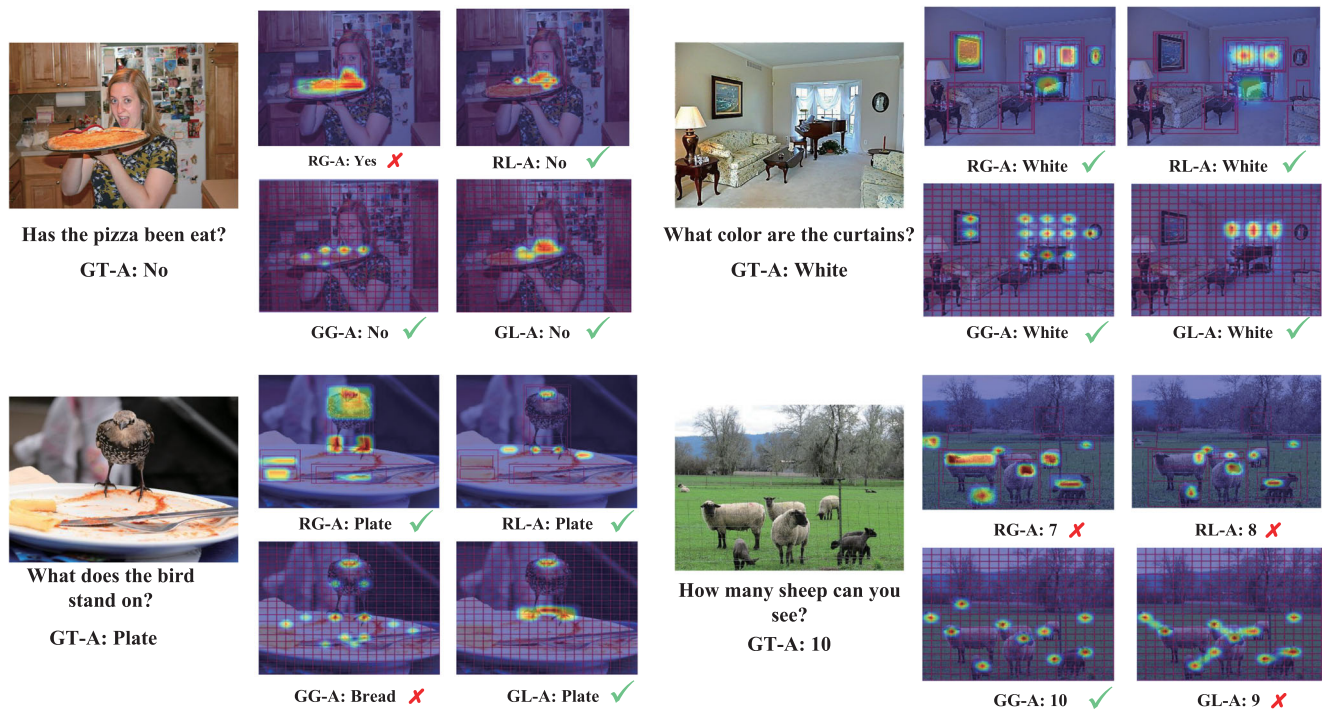 RG-A: Yes ✗
RL-A: No ✓
Has the pizza been eat?
GT-A: No
GG-A: No ✓
GL-A: No ✓
RG-A: White ✓
RL-A: White ✓
What color are the curtains?
GT-A: White
GG-A: White ✓
GL-A: White ✓
RG-A: Plate ✓
RL-A: Plate ✓
What does the bird
stand on?
GT-A: Plate
GG-A: Bread ✗
GL-A: Plate ✓
RG-A: 7 ✗
RL-A: 8 ✗
How many sheep can you
see?
GT-A: 10
GG-A: 10 ✓
GL-A: 9 ✗